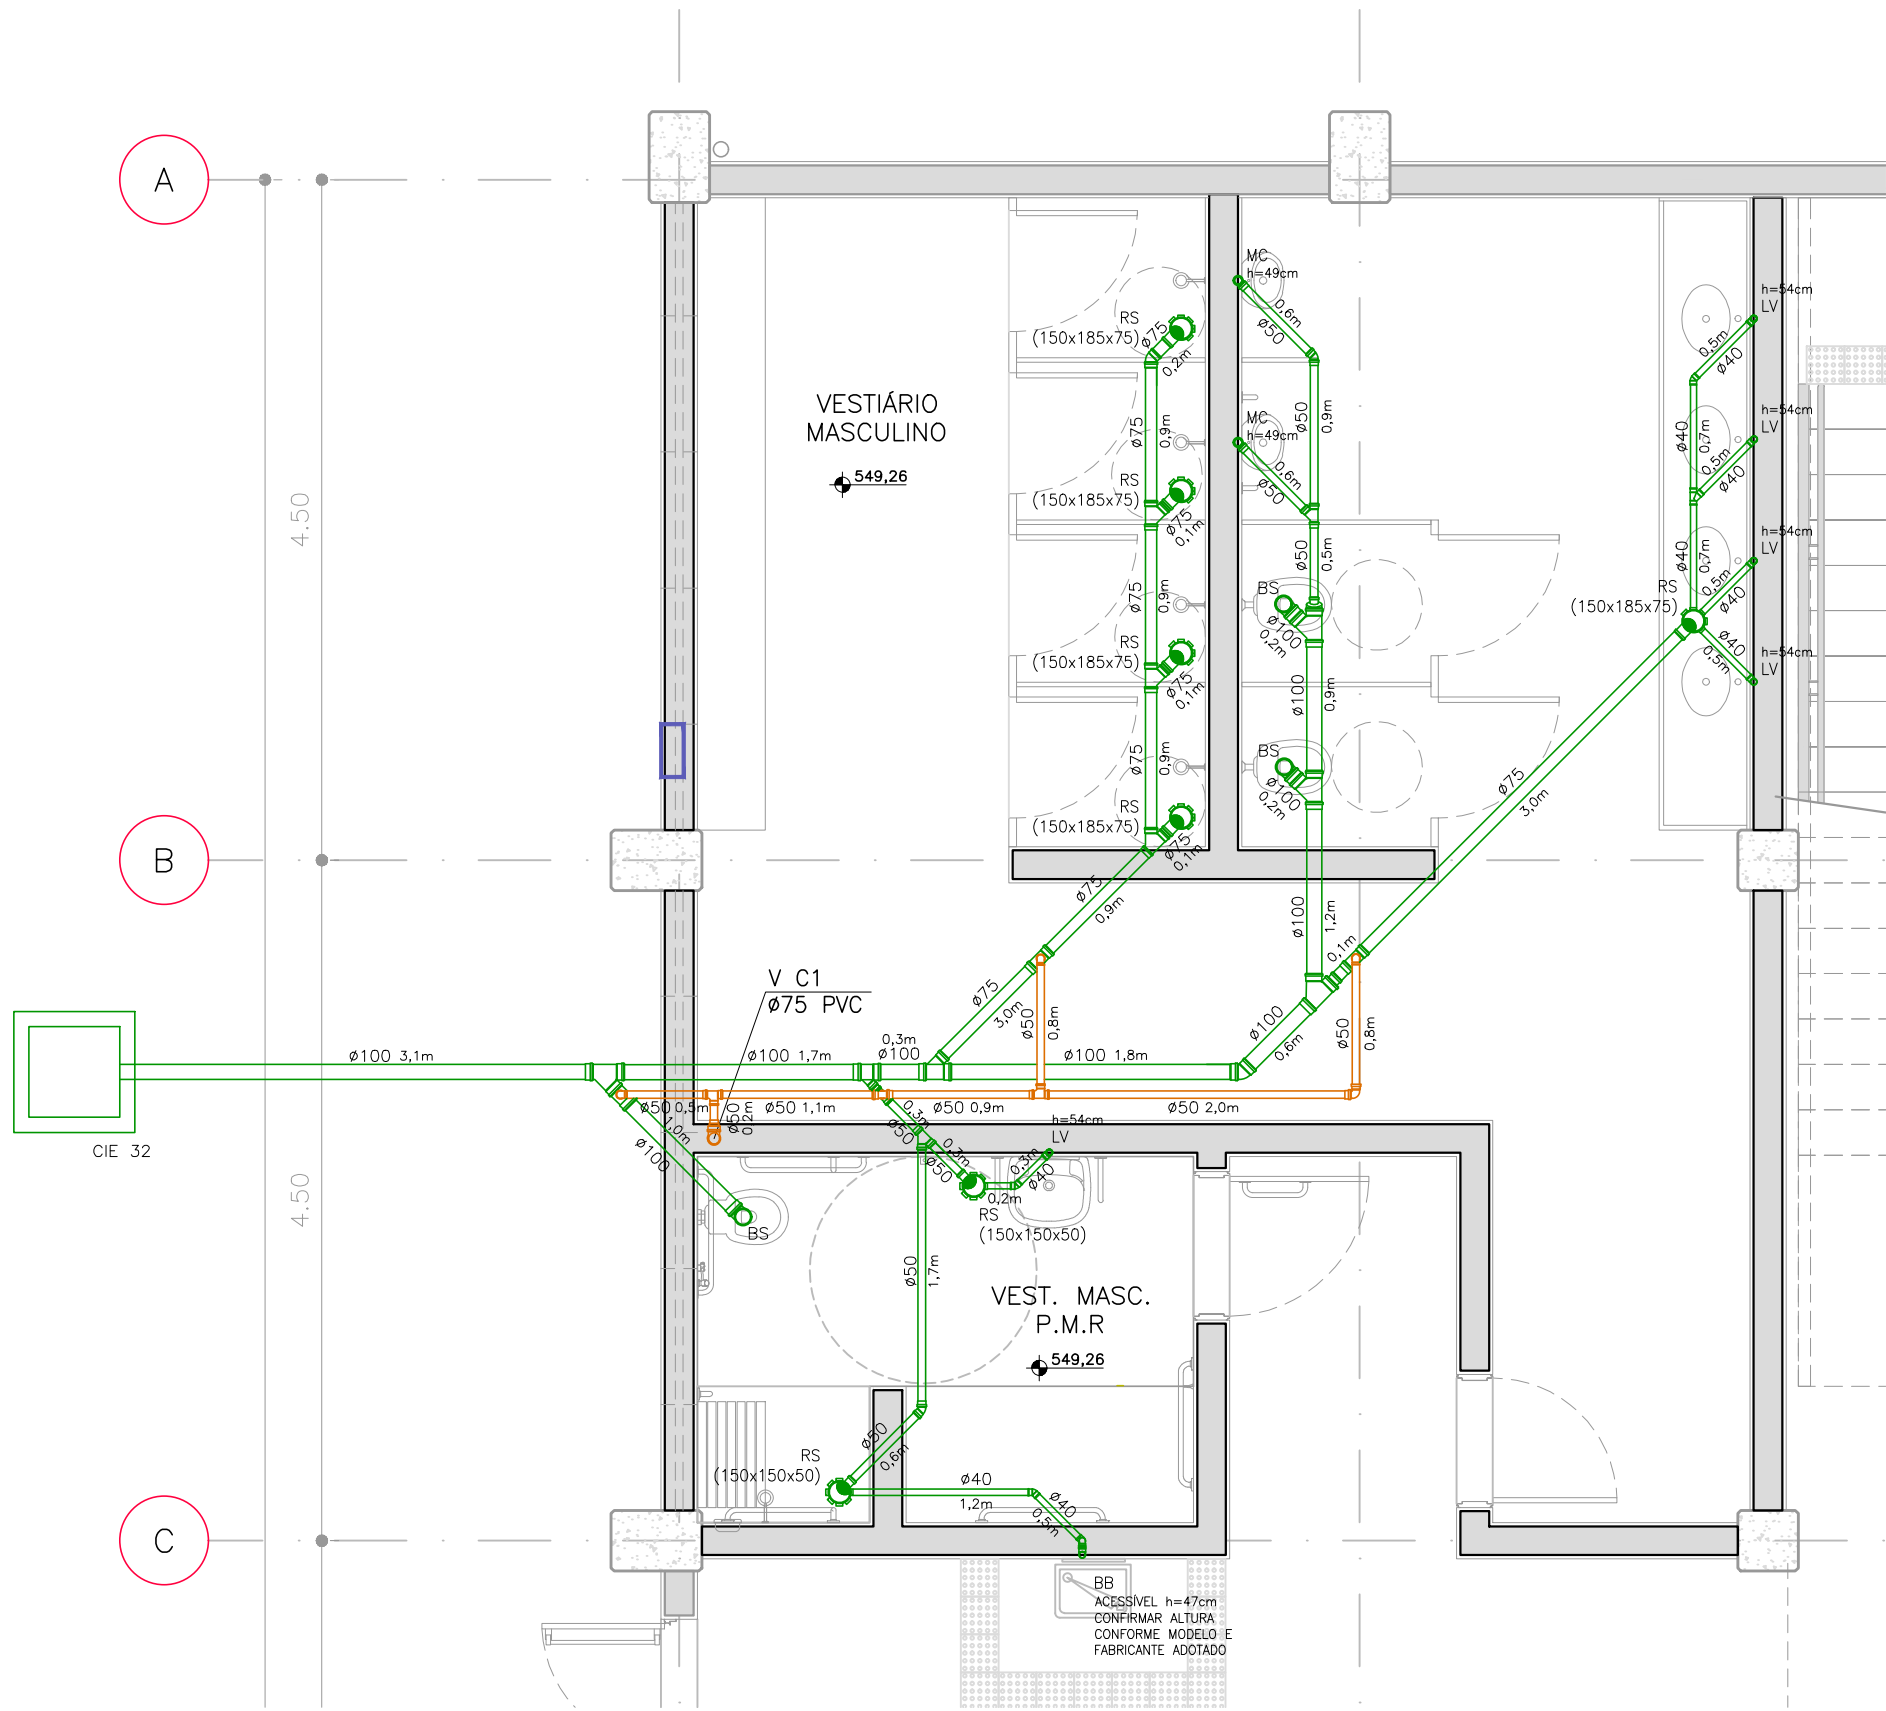 A
B
C
4.50
4.50
VESTIÁRIO
MASCULINO
549,26
RS
(150x185x75)
ø75
0,2m
ø75
0,9m
RS
(150x185x75)
ø75
0,1m
ø75
0,9m
RS
(150x185x75)
ø75
0,1m
ø75
0,9m
RS
(150x185x75)
ø75
0,1m
MC
h=49cm
0,6m
ø50
ø50
0,9m
MC
h=49cm
0,6m
ø50
ø50
0,5m
BS
ø100
0,2m
ø100
0,9m
BS
ø100
0,2m
ø100
1,2m
h=54cm
LV
0,5m
ø40
ø40
0,7m
h=54cm
LV
0,5m
ø40
ø40
0,7m
h=54cm
LV
0,5m
ø40
RS
(150x185x75)
ø40
0,5m
h=54cm
LV
ø75
3,0m
ø75
0,9m
0,1m
V C1
ø75 PVC
ø75
3,0m
ø50
0,8m
ø100
0,6m
ø50
0,8m
ø100 3,1m
ø100 1,7m
0,3m
ø100
ø100 1,8m
CIE 32
ø50 0,5m
ø50
0,2m
ø50 1,1m
ø50 0,9m
ø50 2,0m
1,0m
ø100
0,3m
ø50
0,3m
ø50
h=54cm
LV
0,3m
ø40
0,2m
RS
(150x150x50)
BS
ø50
1,7m
VEST. MASC.
P.M.R
549,26
ø50
0,6m
RS
(150x150x50)
ø40
1,2m
ø40
0,5m
BB
ACESSÍVEL h=47cm
CONFIRMAR ALTURA
CONFORME MODELO E
FABRICANTE ADOTADO